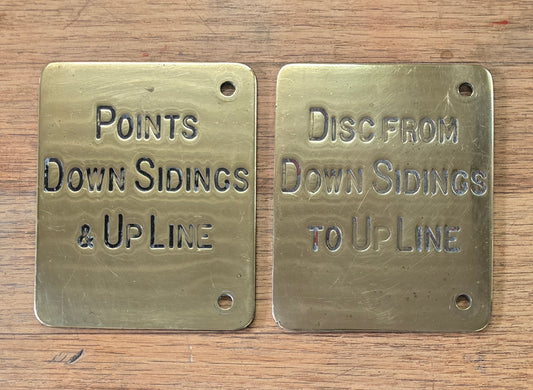 Points
Down Sidings
& Up Line
Disc from
Down Sidings
to Up Line